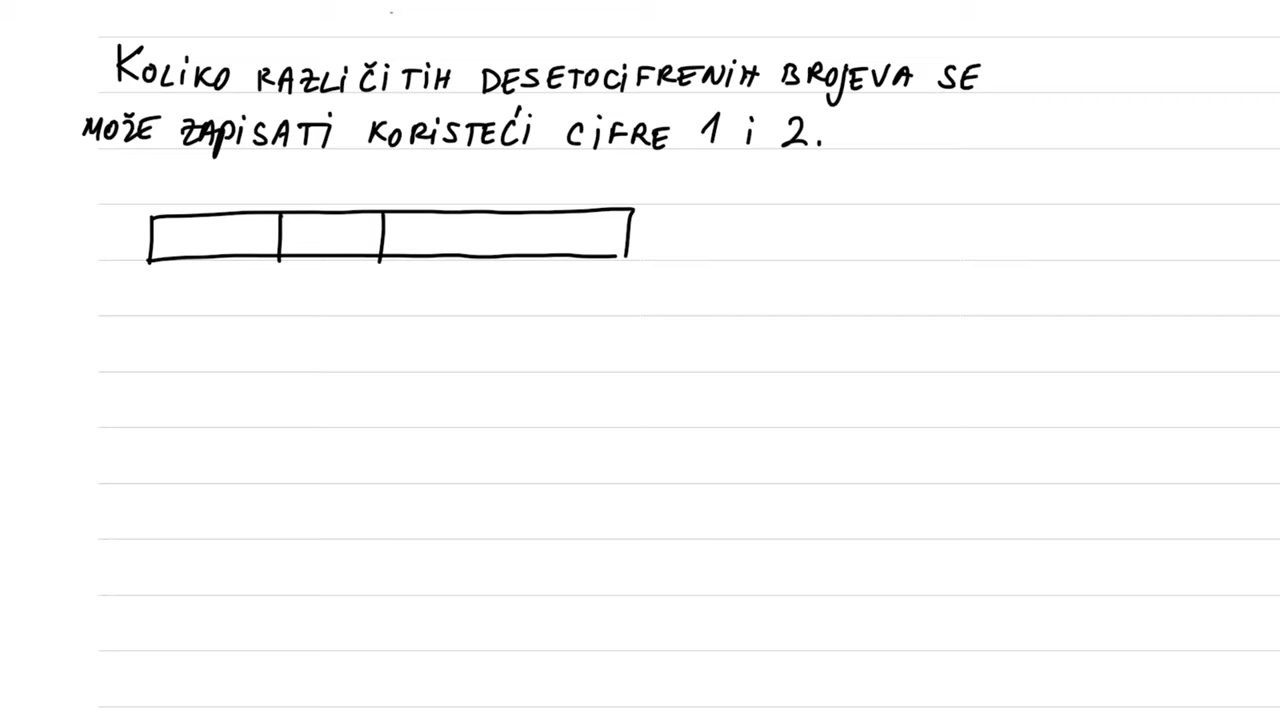 KOLIKO RAZLIČITIH DESETOCIFRENIH BROJEVA SE
MOŽE ZAPISATI KORISTEĆI CIFRE 1 i 2.